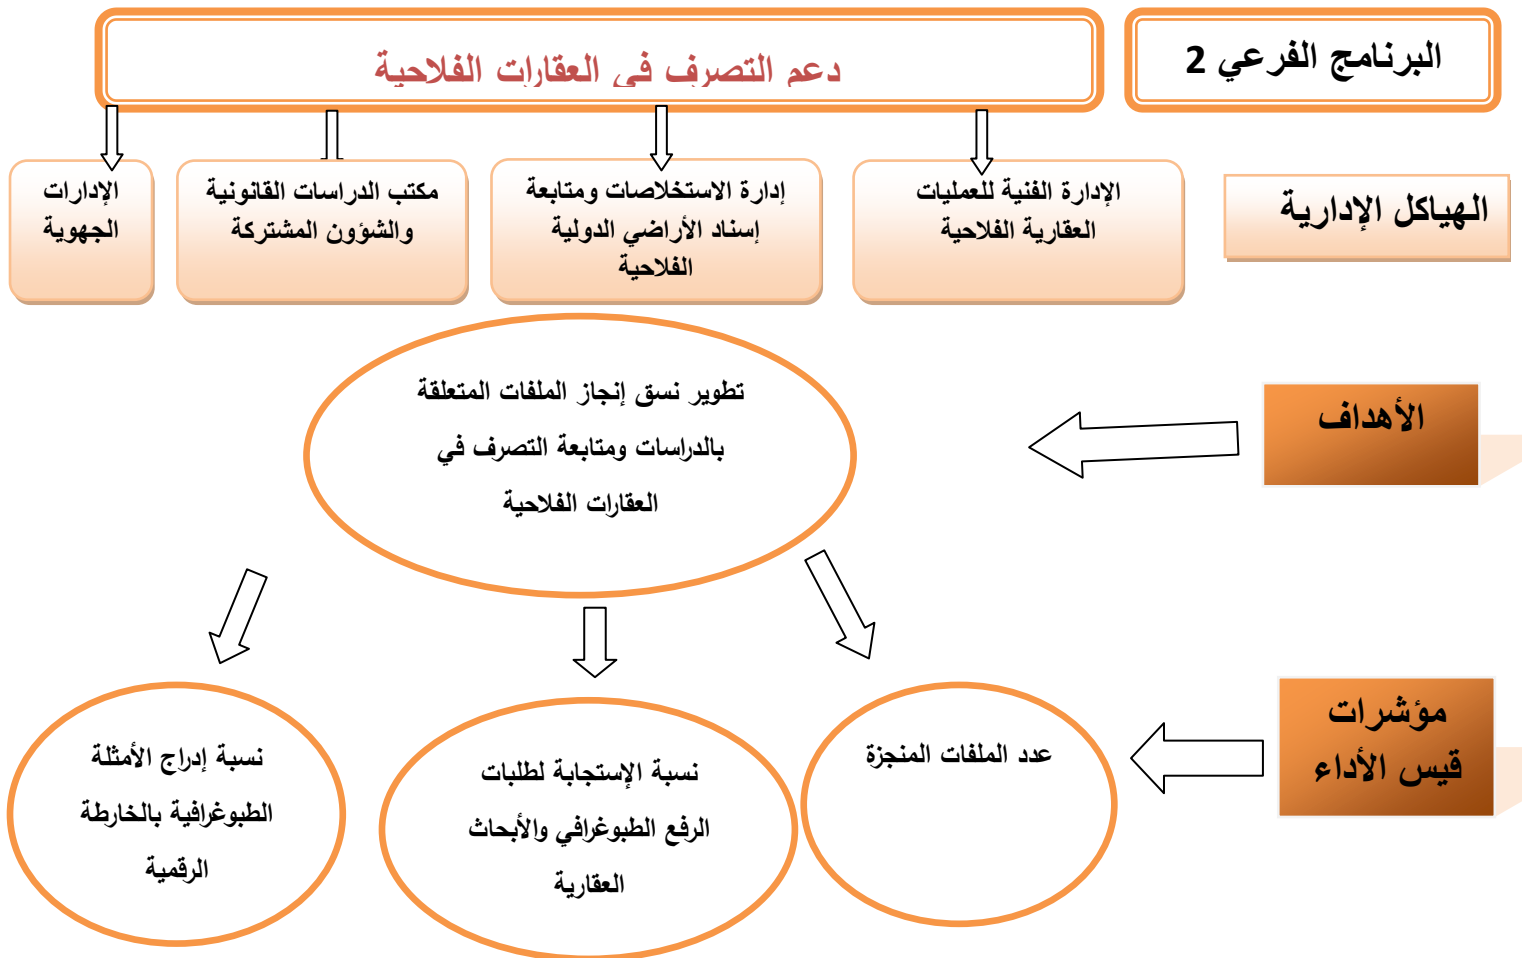 البرنامج الفرعي 2
دعم التصرف في العقارات الفلاحية
الهياكل الإدارية
الإدارة الفنية للعمليات
العقارية الفلاحية
إدارة الاستخلاصات ومتابعة
إسناد الأراضي الدولية
الفلاحية
مكتب الدراسات القانونية
والشؤون المشتركة
الإدارات
الجهوية
الأهداف
تطوير نسق إنجاز الملفات المتعلقة
بالدراسات ومتابعة التصرف في
العقارات الفلاحية
مؤشرات
قيس الأداء
عدد الملفات المنجزة
نسبة الإستجابة لطلبات
الرفع الطبوغرافي والأبحاث
العقارية
نسبة إدراج الأمثلة
الطبوغرافية بالخارطة
الرقمية